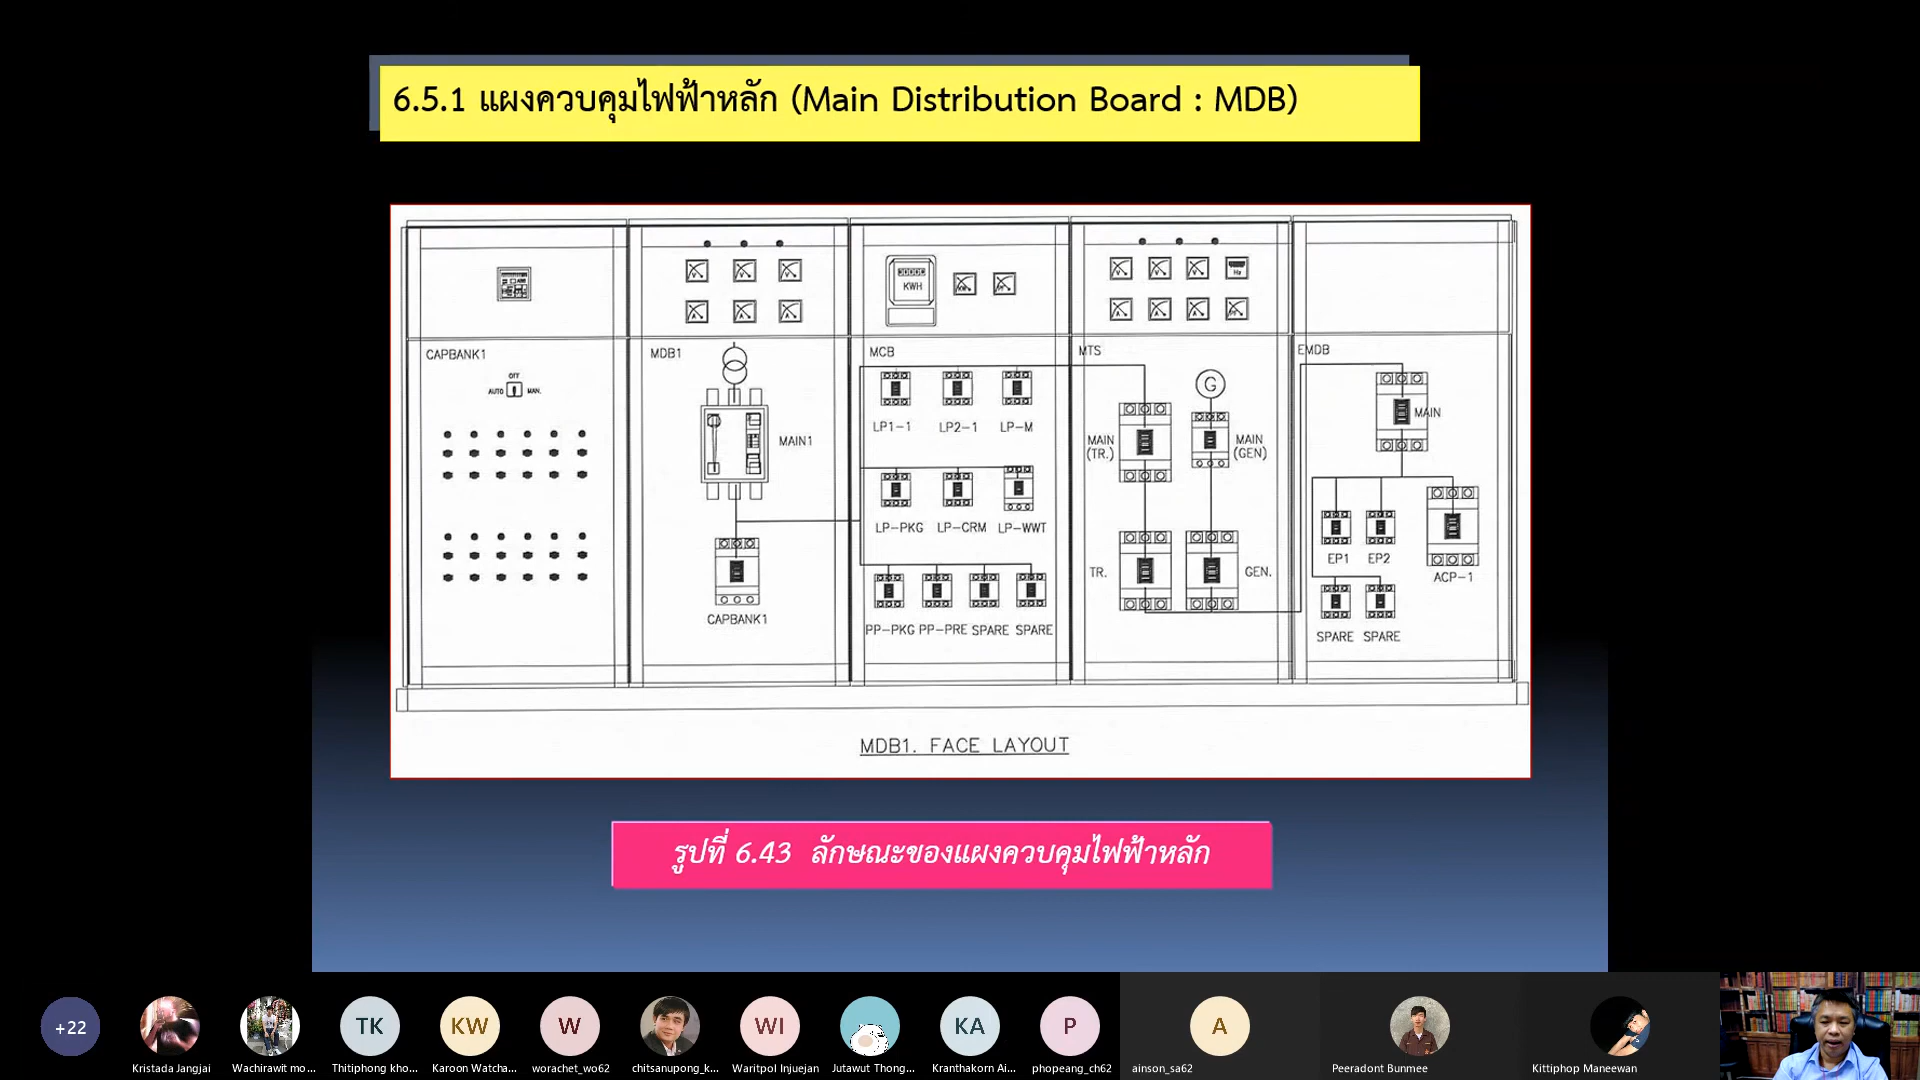 6.5.1 แผงควบคุมไฟฟ้าหลัก (Main Distribution Board : MDB)
CAPBANK1
OTT
AUTO
MAN.
MDB1
MAIN1
CAPBANK1
KWH
MCB
LP1-1
LP2-1
LP-M
LP-PKG
LP-CRM
LP-WWT
PP-PKG
PP-PRE
SPARE
SPARE
Hz
MTS
G
MAIN
(TR.)
MAIN
(GEN)
TR.
GEN.
EMDB
MAIN
EP1
EP2
ACP-1
SPARE
SPARE
MDB1. FACE LAYOUT
รูปที่ 6.43 ลักษณะของแผงควบคุมไฟฟ้าหลัก
+22
TK
KW
W
WI
KA
P
A
Kristada Jangjai
Wachirawit mo...
Thitiphong kho...
Karoon Watcha...
worachet_wo62
chitsanupong_k...
Waritpol Injuejan
Jutawut Thong...
Kranthakorn Ai...
phopeang_ch62
ainson_sa62
Peeradont Bunmee
Kittiphop Maneewan